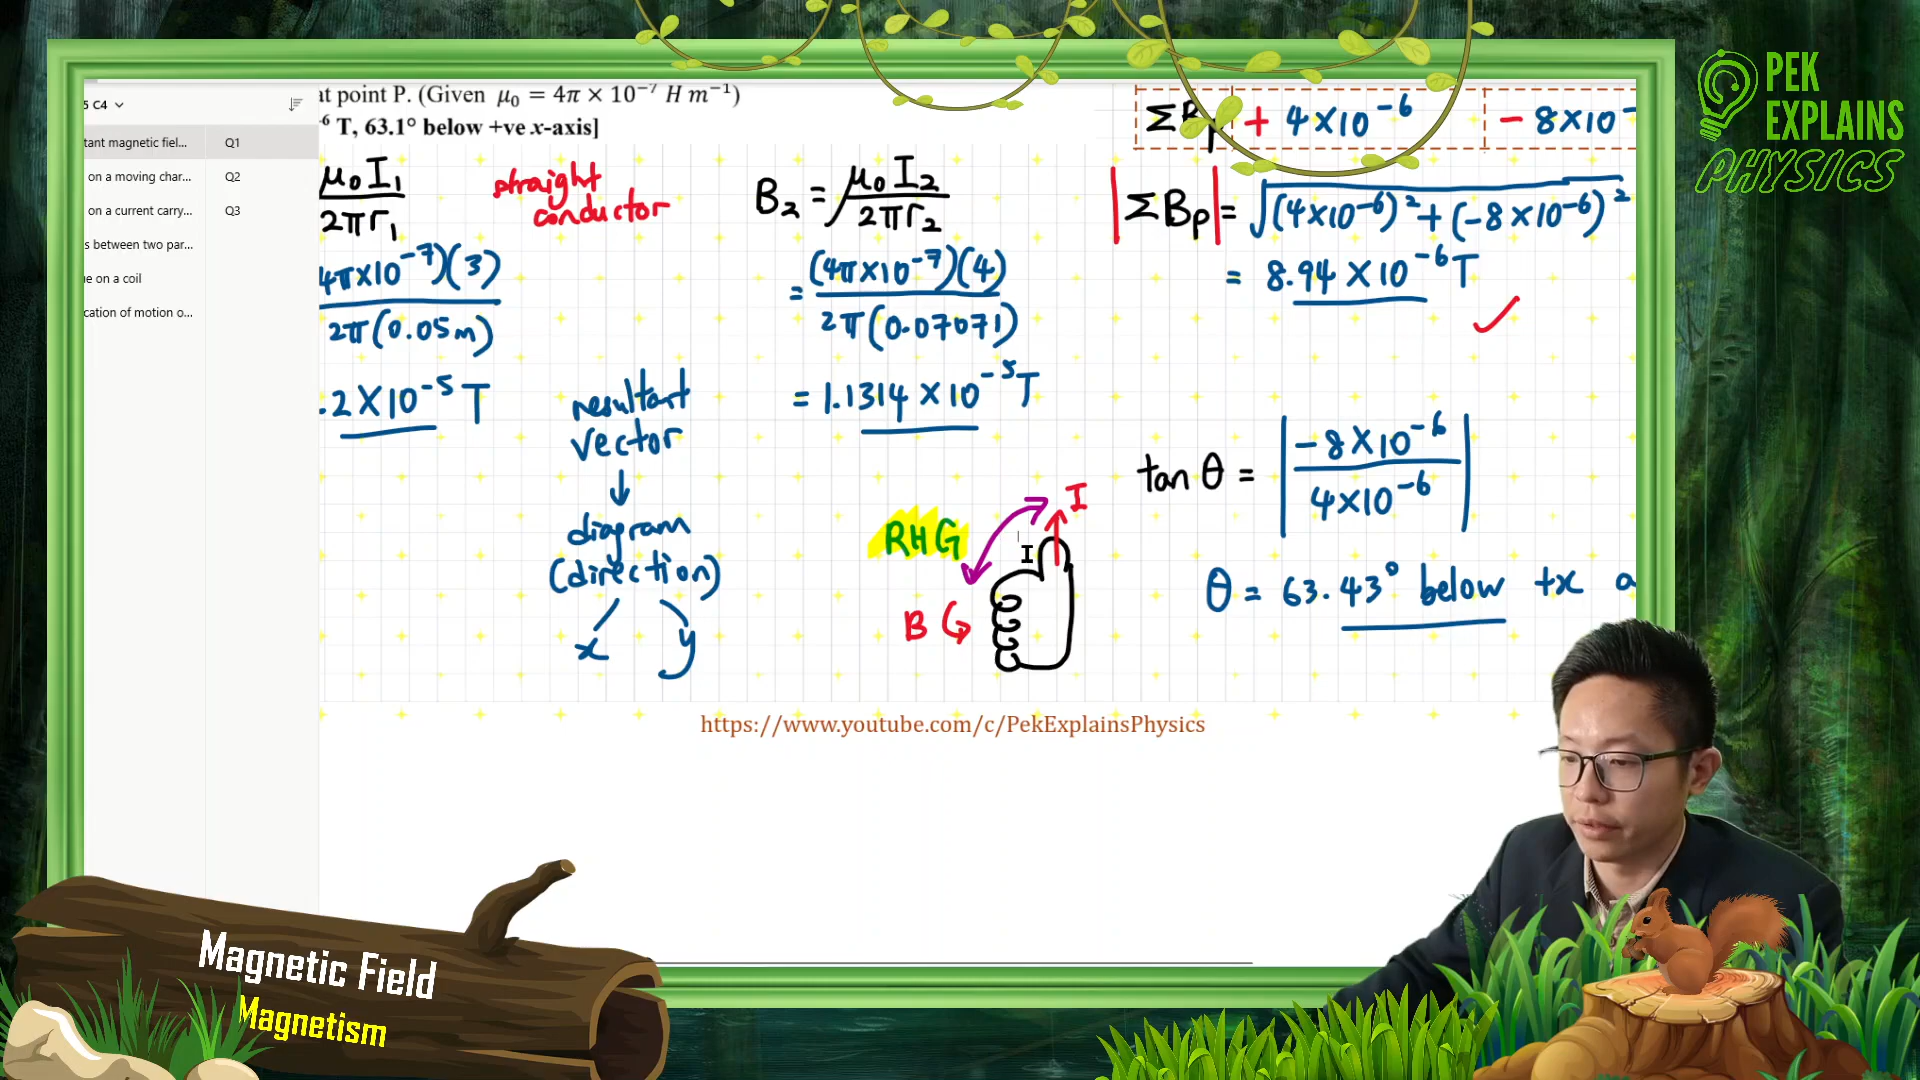 PEK
EXPLAINS
PHYSICS
5 C4
tant magnetic fiel...
on a moving char...
on a current carry...
s between two par...
ue on a coil
cation of motion o...
Q1
Q2
Q3
at point P. (Given μ₀ = 4π × 10⁻⁷ H m⁻¹)
⁻⁶ T, 63.1° below +ve x-axis]
μ₀I₁
2πr₁
4π×10⁻⁷)(3)
2π(0.05m)
.2×10⁻⁵ T
straight
conductor
resultant
vector
↓
diagram
(direction)
x y
B₂ = μ₀I₂
2πr₂
= (4π×10⁻⁷)(4)
2π(0.07071)
= 1.1314 × 10⁻⁵ T
RHG
I
I
B
ΣBp + 4×10⁻⁶ - 8×10⁻
|ΣBp| = √(4×10⁻⁶)² + (-8×10⁻⁶)²
= 8.94 × 10⁻⁶ T
tan θ = | -8×10⁻⁶
4×10⁻⁶ |
θ = 63.43° below +x a
https://www.youtube.com/c/PekExplainsPhysics
Magnetic Field
Magnetism